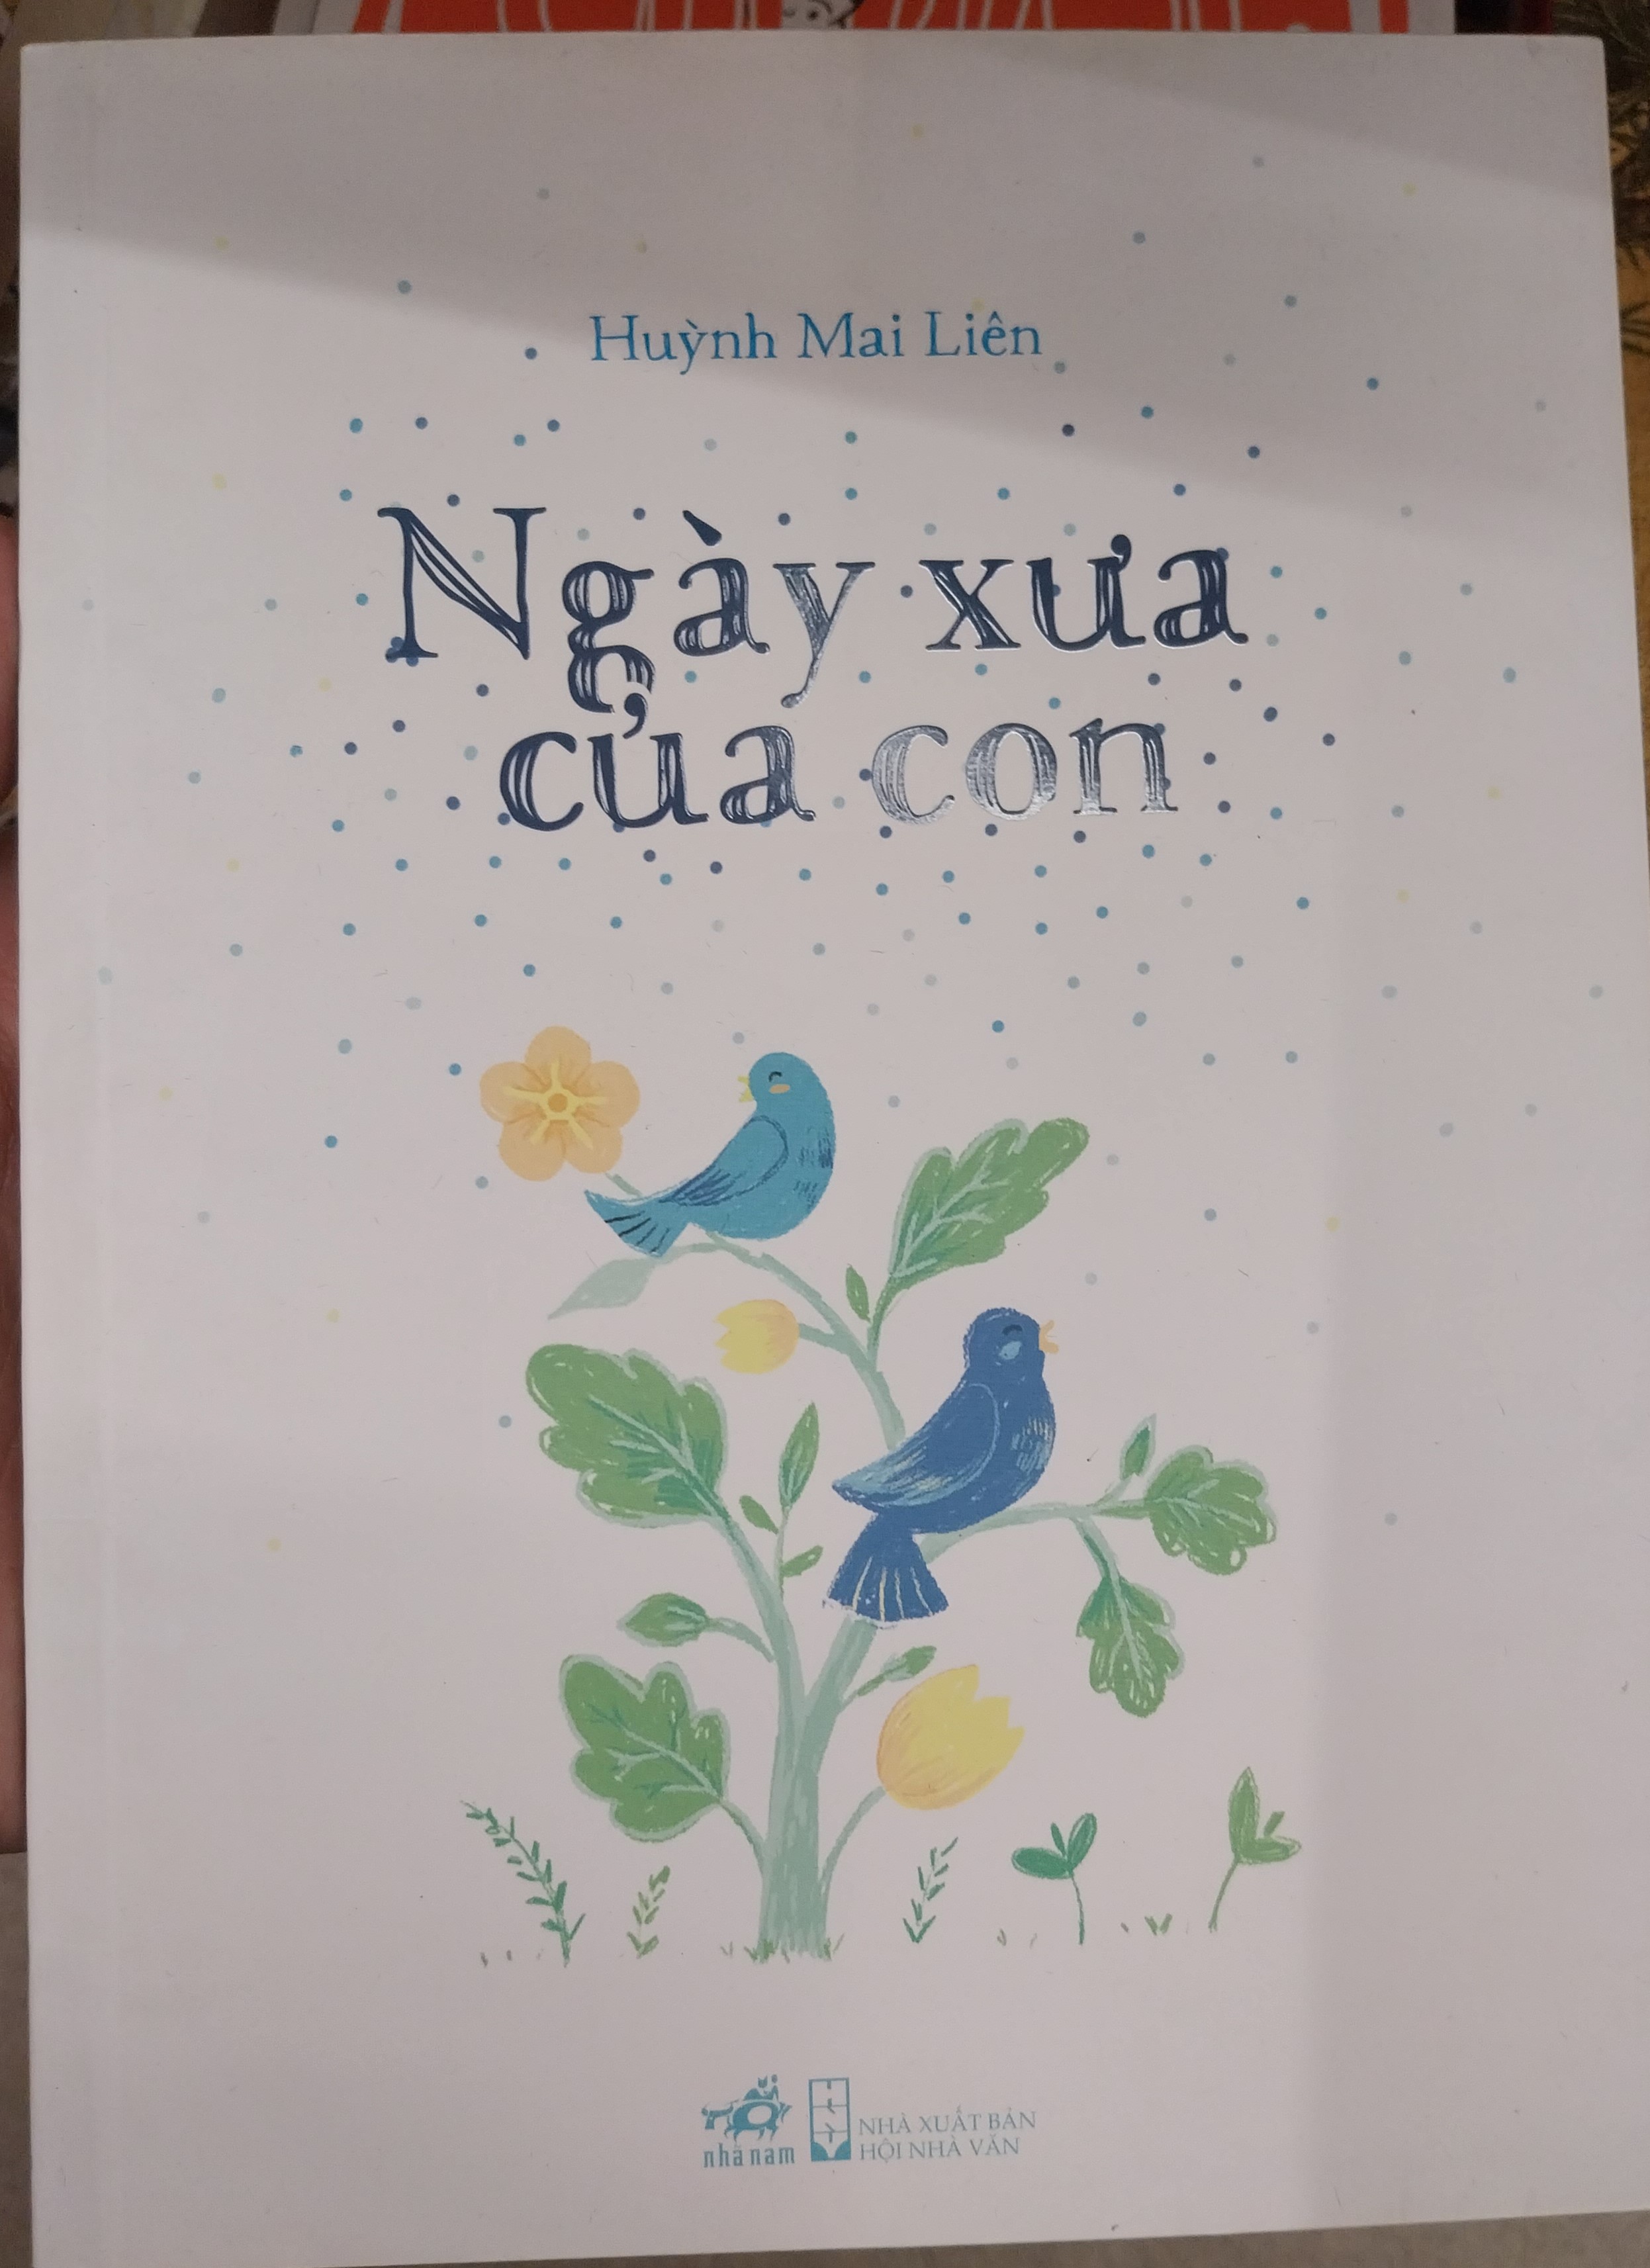 Huỳnh Mai Liên
Ngày xưa
của con
nhã nam
NHÀ XUẤT BẢN
HỘI NHÀ VĂN